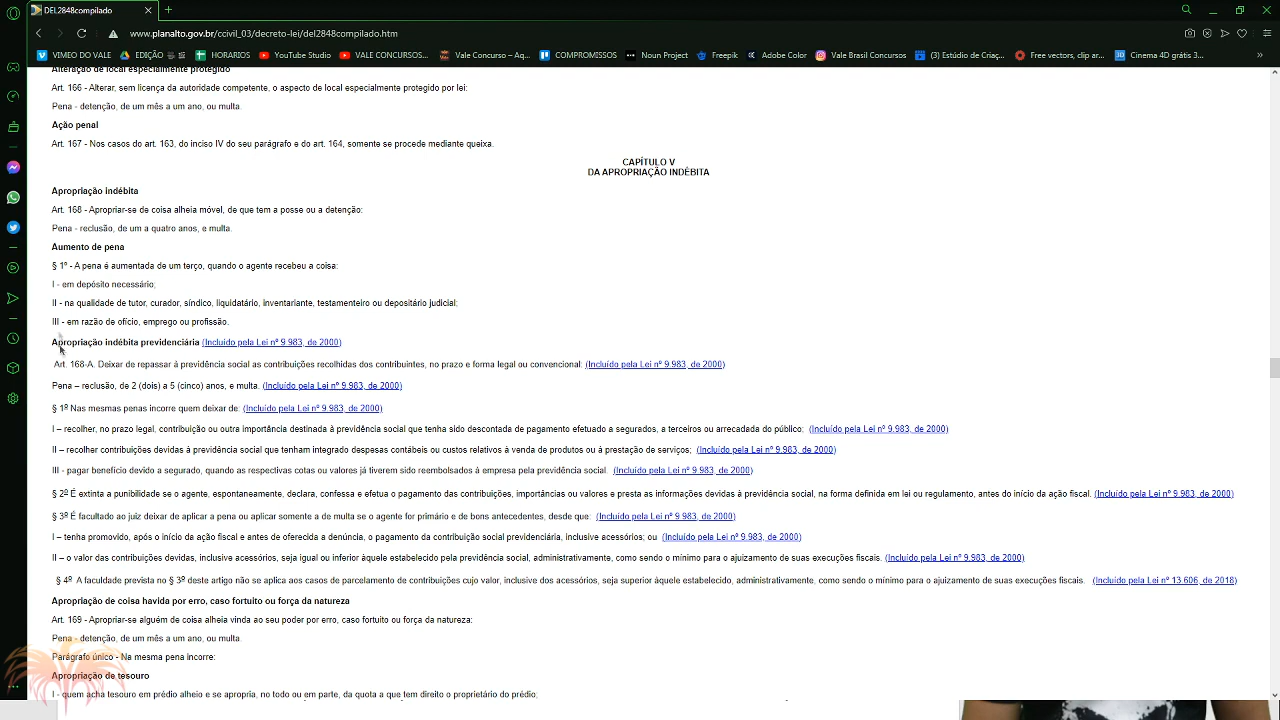 DEL2848compilado
www.planalto.org.br/ccivil_03/decreto-lei/del2848compilado.htm
VIMEO DO VALE
EDIÇÃO
HORARIOS
YouTube Studio
VALE CONCURSOS...
Vale Concurso – Aq...
COMPROMISSOS
Noun Project
Freepik
Adobe Color
Vale Brasil Concursos
(3) Estúdio de Criaç...
Free vectors, clip ar...
Cinema 4D grátis 3...
Alteração de local especialmente protegido
Art. 166 - Alterar, sem licença da autoridade competente, o aspecto de local especialmente protegido por lei:
Pena - detenção, de um mês a um ano, ou multa.
Ação penal
Art. 167 - Nos casos do art. 163, do inciso IV do seu parágrafo e do art. 164, somente se procede mediante queixa.
CAPÍTULO V
DA APROPRIAÇÃO INDÉBITA
Apropriação indébita
Art. 168 - Apropriar-se de coisa alheia móvel, de que tem a posse ou a detenção:
Pena - reclusão, de um a quatro anos, e multa.
Aumento de pena
§ 1º - A pena é aumentada de um terço, quando o agente recebeu a coisa:
I - em depósito necessário;
II - na qualidade de tutor, curador, síndico, liquidatário, inventariante, testamenteiro ou depositário judicial;
III - em razão de ofício, emprego ou profissão.
Apropriação indébita previdenciária (Incluído pela Lei nº 9.983, de 2000)
Art. 168-A. Deixar de repassar à previdência social as contribuições recolhidas dos contribuintes, no prazo e forma legal ou convencional: (Incluído pela Lei nº 9.983, de 2000)
Pena – reclusão, de 2 (dois) a 5 (cinco) anos, e multa. (Incluído pela Lei nº 9.983, de 2000)
§ 1º Nas mesmas penas incorre quem deixar de: (Incluído pela Lei nº 9.983, de 2000)
I – recolher, no prazo legal, contribuição ou outra importância destinada à previdência social que tenha sido descontada de pagamento efetuado a segurados, a terceiros ou arrecadada do público; (Incluído pela Lei nº 9.983, de 2000)
II – recolher contribuições devidas à previdência social que tenham integrado despesas contábeis ou custos relativos à venda de produtos ou à prestação de serviços; (Incluído pela Lei nº 9.983, de 2000)
III - pagar benefício devido a segurado, quando as respectivas cotas ou valores já tiverem sido reembolsados à empresa pela previdência social. (Incluído pela Lei nº 9.983, de 2000)
§ 2º É extinta a punibilidade se o agente, espontaneamente, declara, confessa e efetua o pagamento das contribuições, importâncias ou valores e presta as informações devidas à previdência social, na forma definida em lei ou regulamento, antes do início da ação fiscal. (Incluído pela Lei nº 9.983, de 2000)
§ 3º É facultado ao juiz deixar de aplicar a pena ou aplicar somente a de multa se o agente for primário e de bons antecedentes, desde que: (Incluído pela Lei nº 9.983, de 2000)
I – tenha promovido, após o início da ação fiscal e antes de oferecida a denúncia, o pagamento da contribuição social previdenciária, inclusive acessórios; ou (Incluído pela Lei nº 9.983, de 2000)
II – o valor das contribuições devidas, inclusive acessórios, seja igual ou inferior àquele estabelecido pela previdência social, administrativamente, como sendo o mínimo para o ajuizamento de suas execuções fiscais. (Incluído pela Lei nº 9.983, de 2000)
§ 4º A faculdade prevista no § 3º deste artigo não se aplica aos casos de parcelamento de contribuições cujo valor, inclusive dos acessórios, seja superior àquele estabelecido, administrativamente, como sendo o mínimo para o ajuizamento de suas execuções fiscais. (Incluído pela Lei nº 13.606, de 2018)
Apropriação de coisa havida por erro, caso fortuito ou força da natureza
Art. 169 - Apropriar-se alguém de coisa alheia vinda ao seu poder por erro, caso fortuito ou força da natureza:
Pena - detenção, de um mês a um ano, ou multa.
Parágrafo único - Na mesma pena incorre:
Apropriação de tesouro
I - quem acha tesouro em prédio alheio e se apropria, no todo ou em parte, da quota a que tem direito o proprietário do prédio;